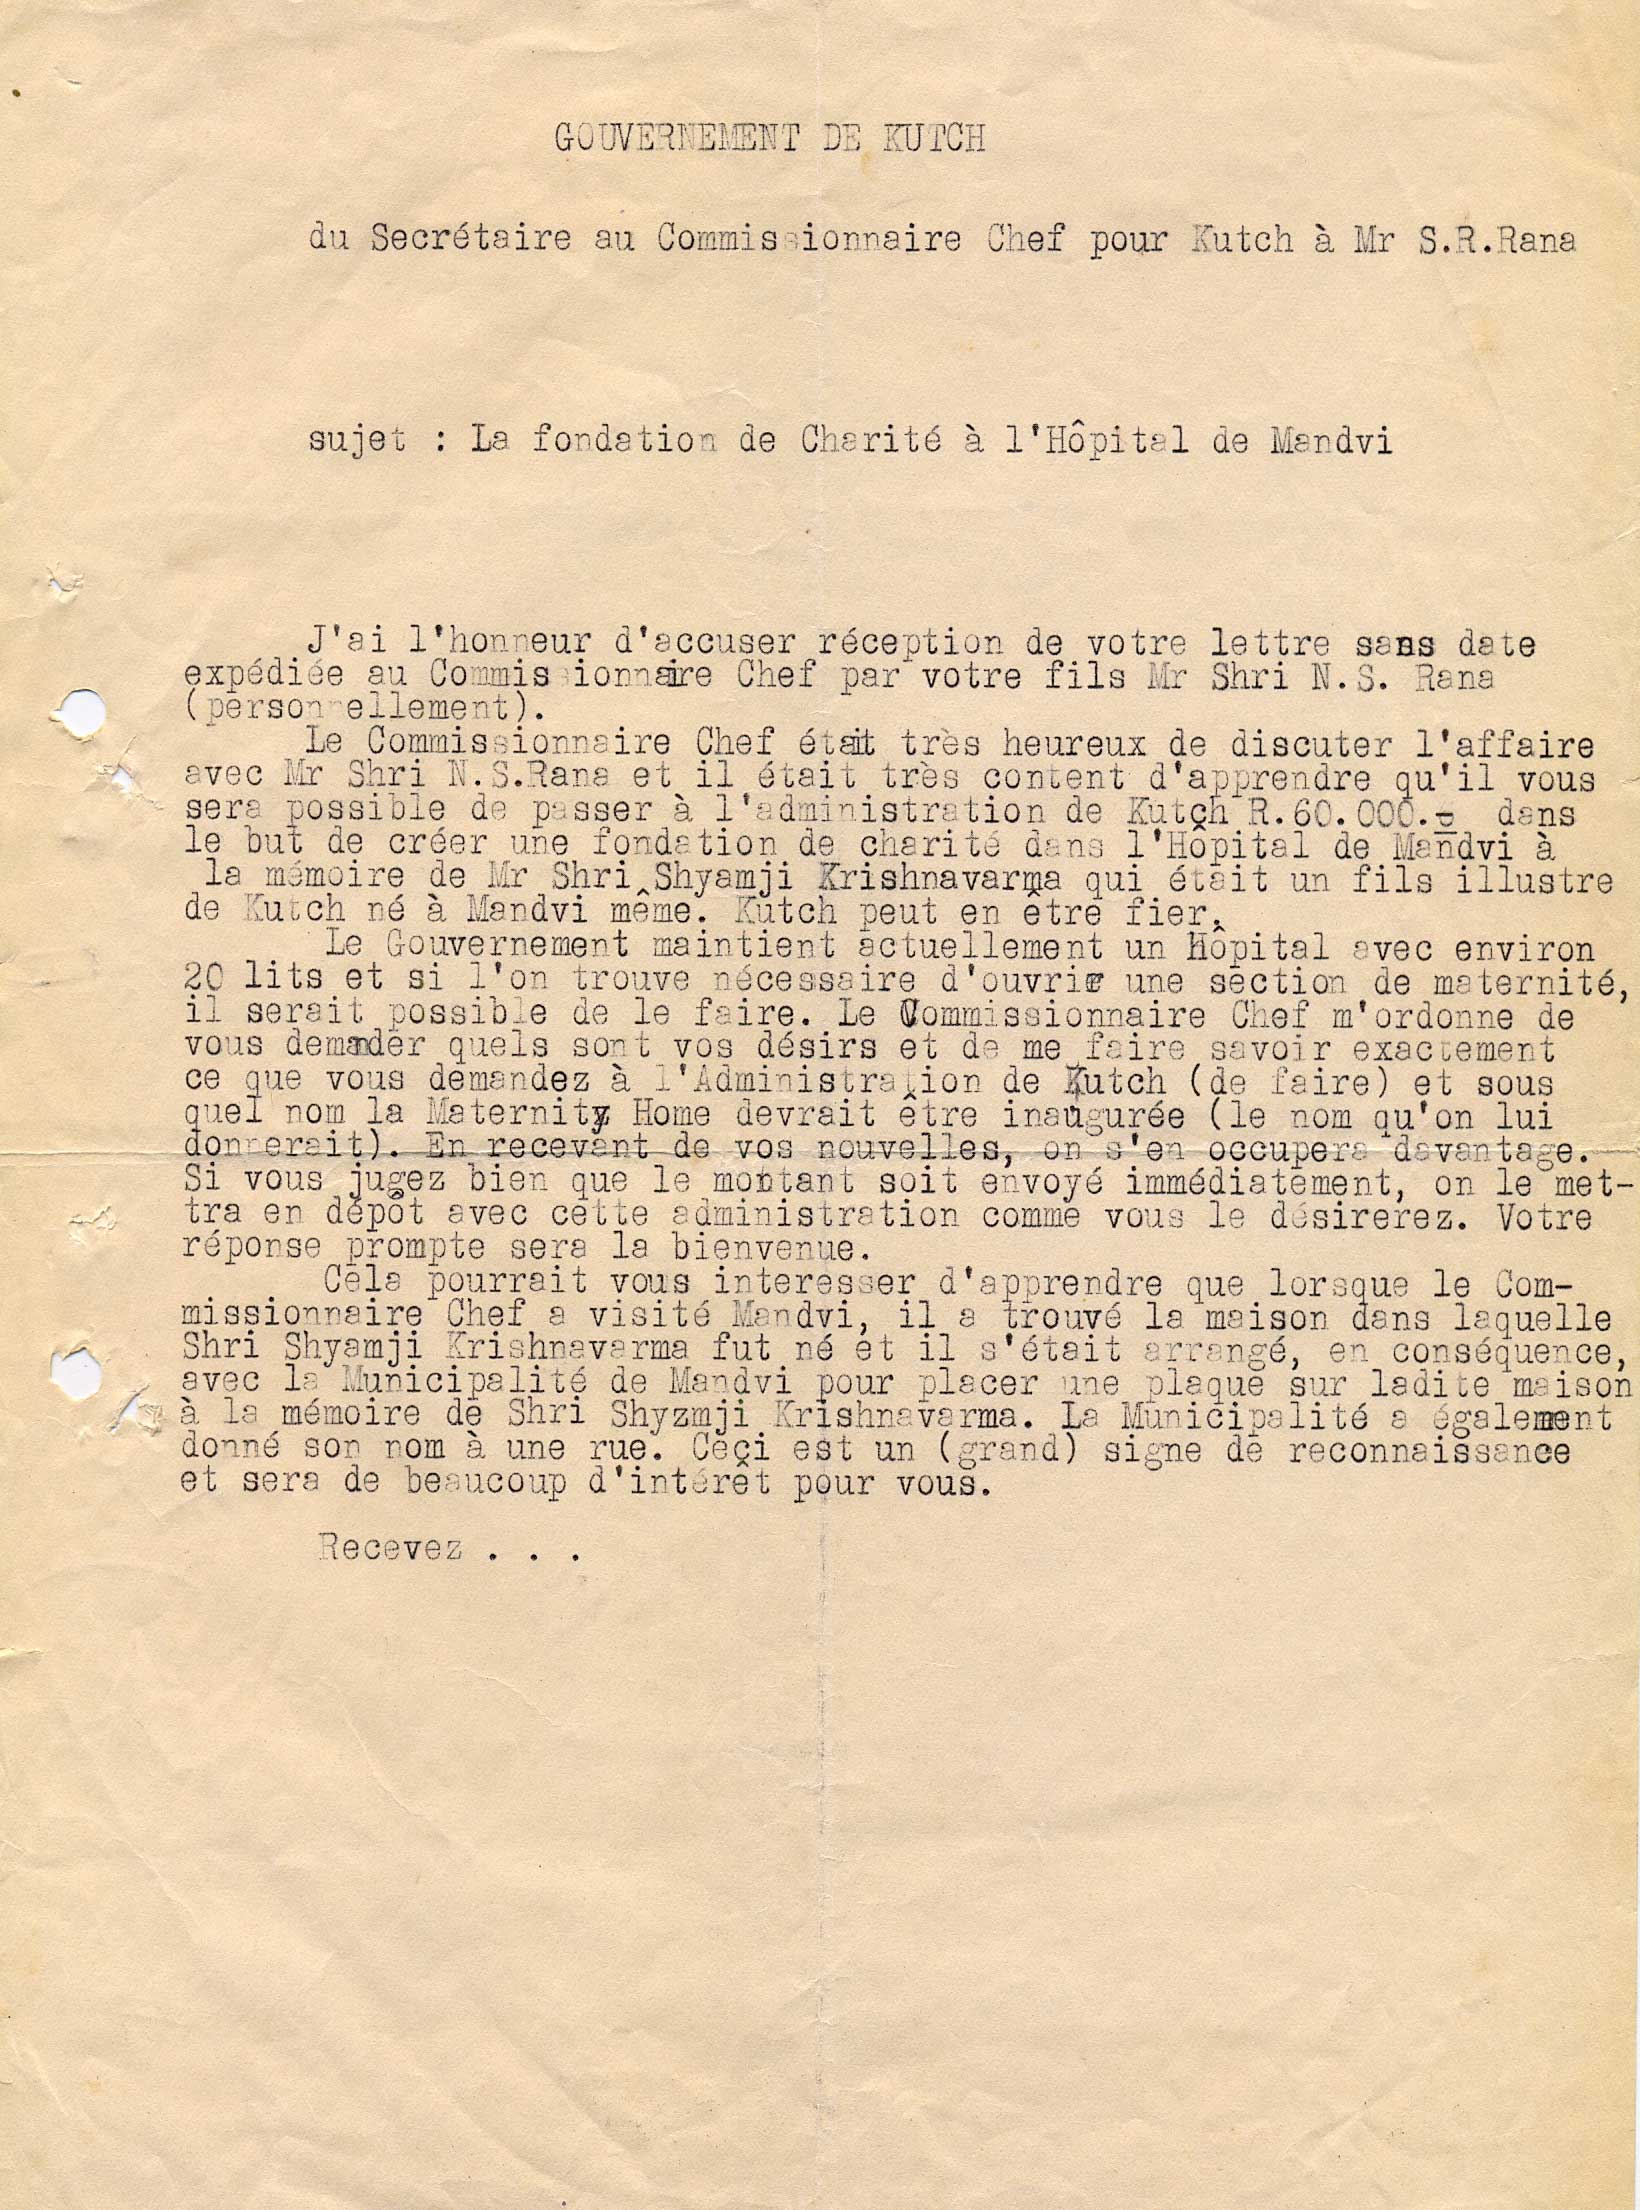 GOUVERNEMENT DE KUTCH
du Secrétaire au Commissionnaire Chef pour Kutch à Mr S.R.Rana
sujet : La fondation de Charité à l'Hôpital de Mandvi
J'ai l'honneur d'accuser réception de votre lettre sans date
expédiée au Commissionnaire Chef par votre fils Mr Shri N.S. Rana
(personnellement).
Le Commissionnaire Chef était très heureux de discuter l'affaire
avec Mr Shri N.S.Rana et il était très content d'apprendre qu'il vous
sera possible de passer à l'administration de Kutch R.60.000.- dans
le but de créer une fondation de charité dans l'Hôpital de Mandvi à
la mémoire de Mr Shri Shyamji Krishnavarma qui était un fils illustre
de Kutch né à Mandvi même. Kutch peut en être fier.
Le Gouvernement maintient actuellement un Hôpital avec environ
20 lits et si l'on trouve nécessaire d'ouvrir une section de maternité,
il serait possible de le faire. Le Commissionnaire Chef m'ordonne de
vous demander quels sont vos désirs et de me faire savoir exactement
ce que vous demandez à l'Administration de Kutch (de faire) et sous
quel nom la Maternity Home devrait être inaugurée (le nom qu'on lui
donnerait). En recevant de vos nouvelles, on s'en occupera davantage.
Si vous jugez bien que le montant soit envoyé immédiatement, on le met-
tra en dépôt avec cette administration comme vous le désirerez. Votre
réponse prompte sera la bienvenue.
Cela pourrait vous interesser d'apprendre que lorsque le Com-
missionnaire Chef a visité Mandvi, il a trouvé la maison dans laquelle
Shri Shyamji Krishnavarma fut né et il s'était arrangé, en conséquence,
avec la Municipalité de Mandvi pour placer une plaque sur ladite maison
à la mémoire de Shri Shyzmji Krishnavarma. La Municipalité a également
donné son nom à une rue. Ceci est un (grand) signe de reconnaissance
et sera de beaucoup d'intérêt pour vous.
Recevez . . .